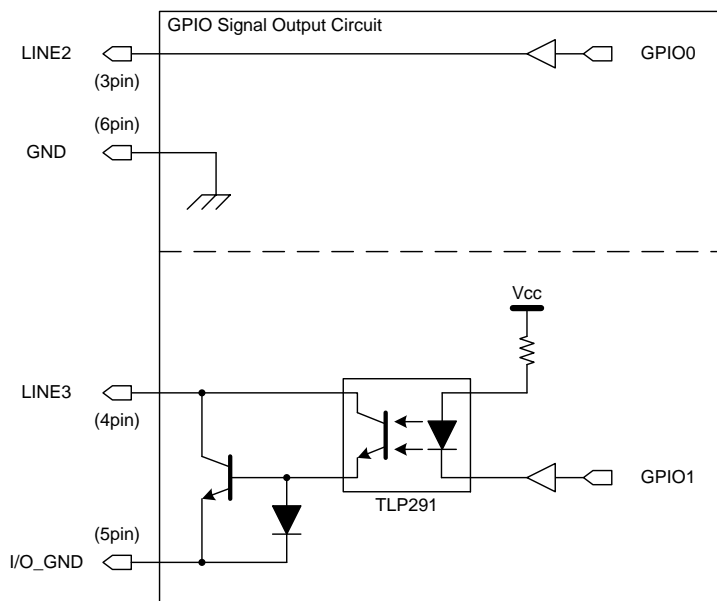 GPIO Signal Output Circuit
LINE2
GPIO0
(3pin)
(6pin)
GND
Vcc
LINE3
(4pin)
GPIO1
TLP291
(5pin)
I/O_GND